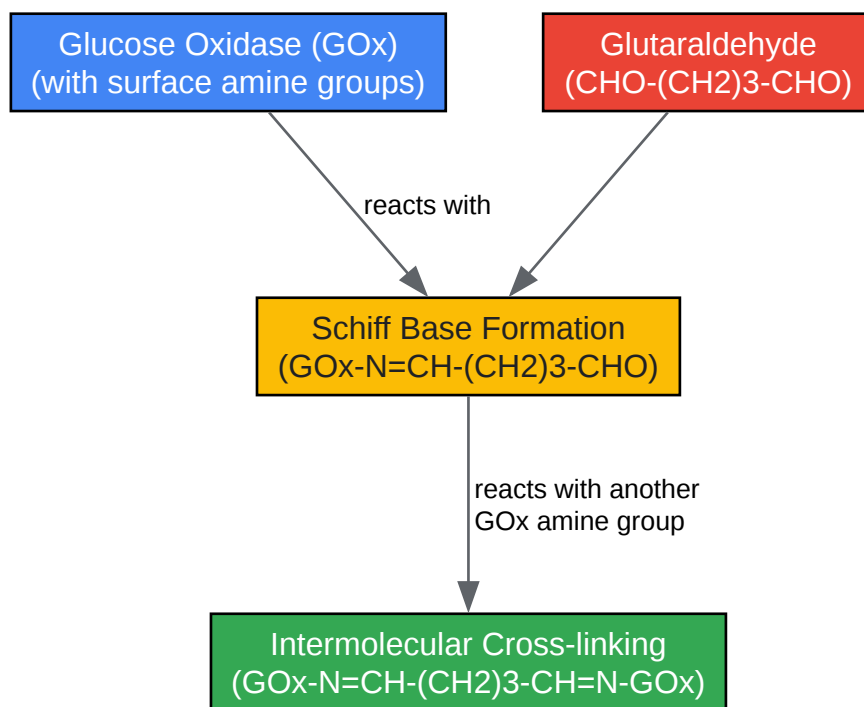 Glucose Oxidase (GOx)
(with surface amine groups)
Glutaraldehyde
(CHO-(CH2)3-CHO)
reacts with
Schiff Base Formation
(GOx-N=CH-(CH2)3-CHO)
reacts with another
GOx amine group
Intermolecular Cross-linking
(GOx-N=CH-(CH2)3-CH=N-GOx)